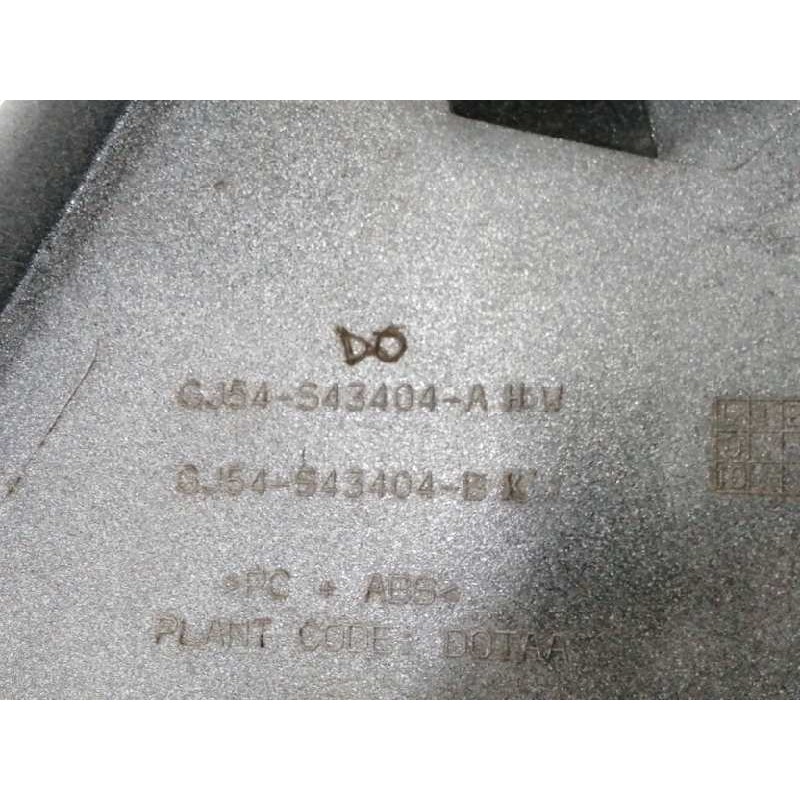 DO
GJ54-S43404-A H W
GJ54-S43404-B K
>PC + ABS<
PLANT CODE: DOTAA